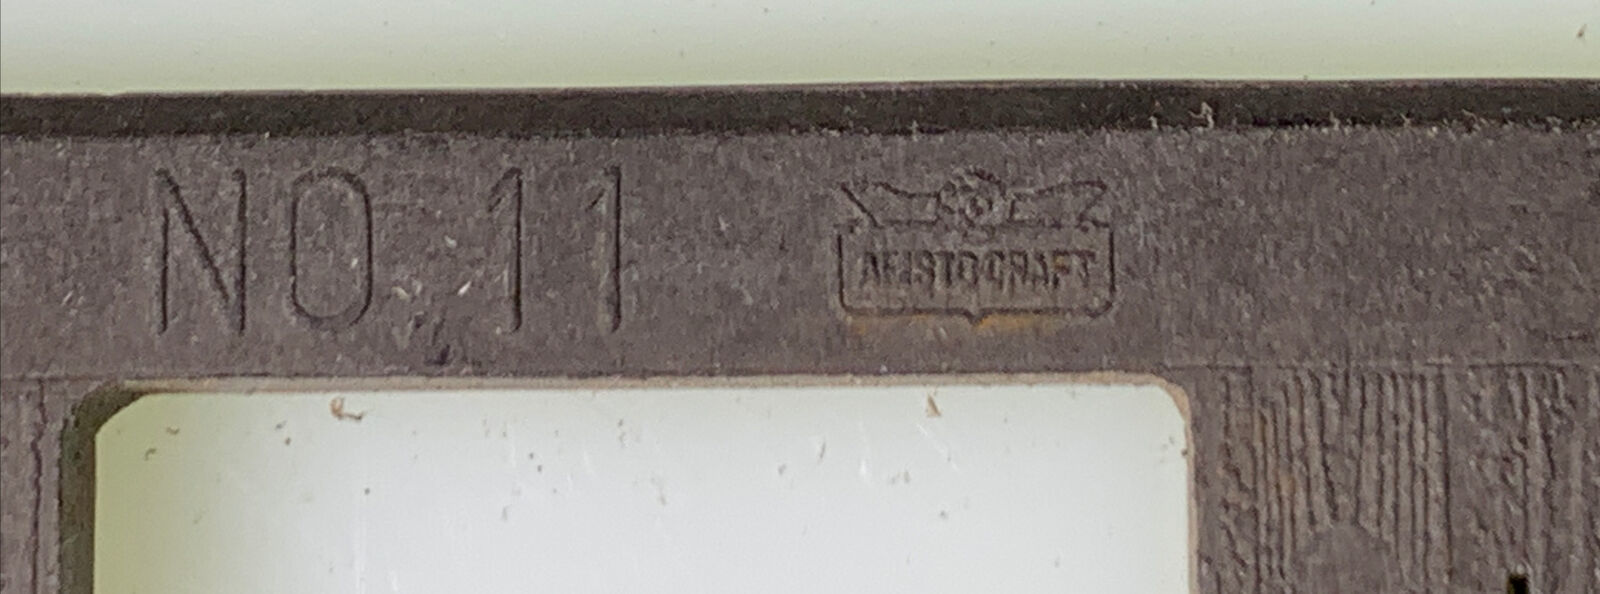 NO 11
ARISTOCRAFT